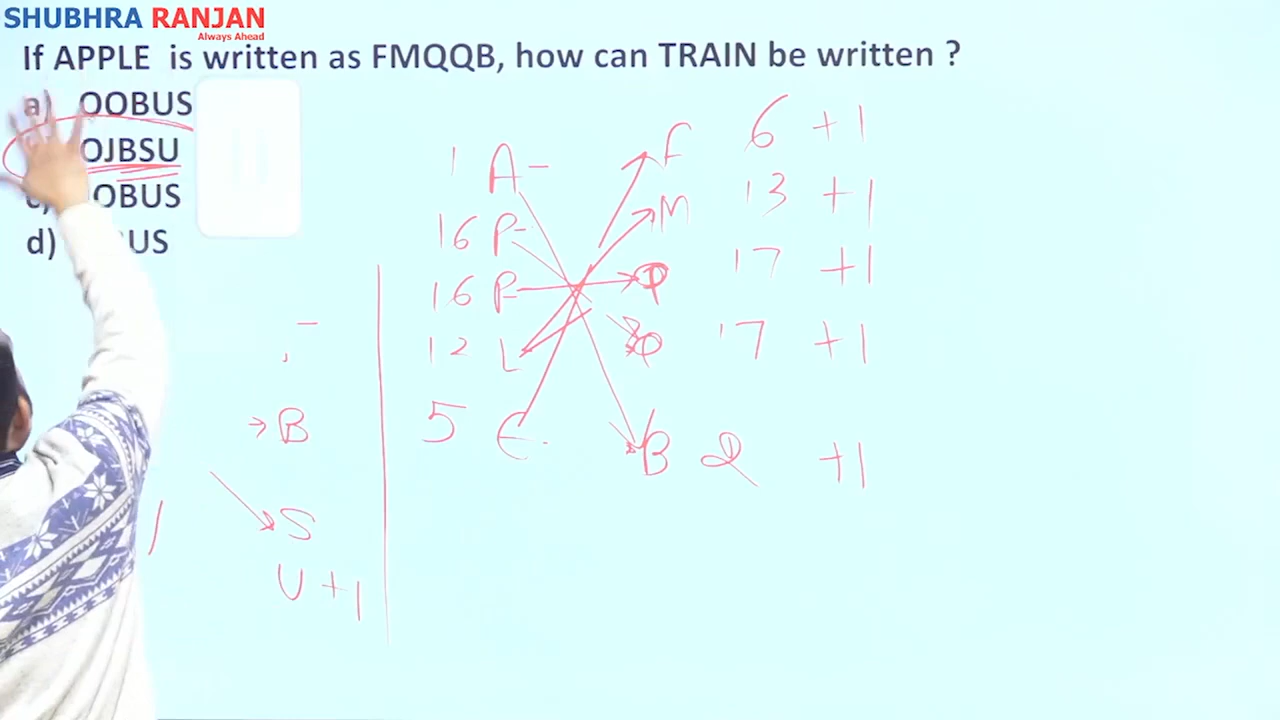 SHUBHRA RANJAN
Always Ahead
If APPLE is written as FMQQB, how can TRAIN be written ?
a) OOBUS
OJBSU
c) OBUS
d) US
1 A - F 6 +1
16 P - M 13 +1
16 P - Q 17 +1
12 L Q 17 +1
5 E B 2 +1
B
S
U +1